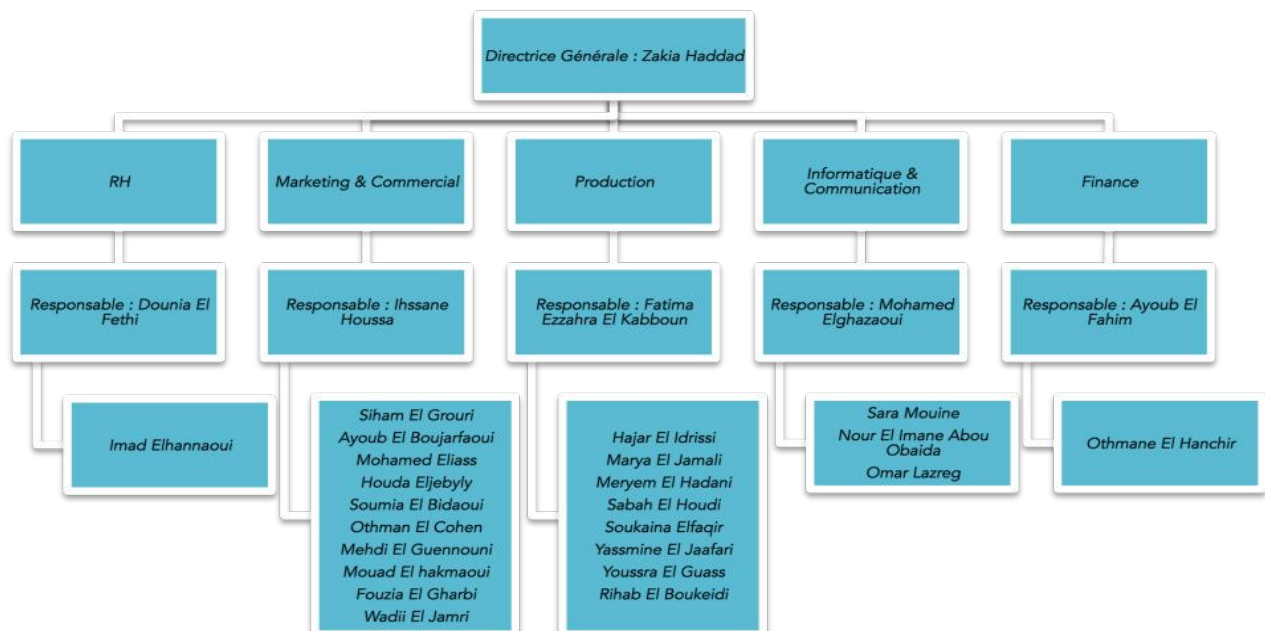 Directrice Générale : Zakia Haddad
RH
Marketing & Commercial
Production
Informatique &
Communication
Finance
Responsable : Dounia El
Fethi
Responsable : Ihssane
Houssa
Responsable : Fatima
Ezzahra El Kabboun
Responsable : Mohamed
Elghazaoui
Responsable : Ayoub El
Fahim
Imad Elhannaoui
Siham El Grouri
Ayoub El Boujarfaoui
Mohamed Eliass
Houda Eljebyly
Soumia El Bidaoui
Othman El Cohen
Mehdi El Guennouni
Mouad El hakmaoui
Fouzia El Gharbi
Wadii El Jamri
Hajar El Idrissi
Marya El Jamali
Meryem El Hadani
Sabah El Houdi
Soukaina Elfaqir
Yassmine El Jaafari
Youssra El Guass
Rihab El Boukeidi
Sara Mouine
Nour El Imane Abou
Obaida
Omar Lazreg
Othmane El Hanchir